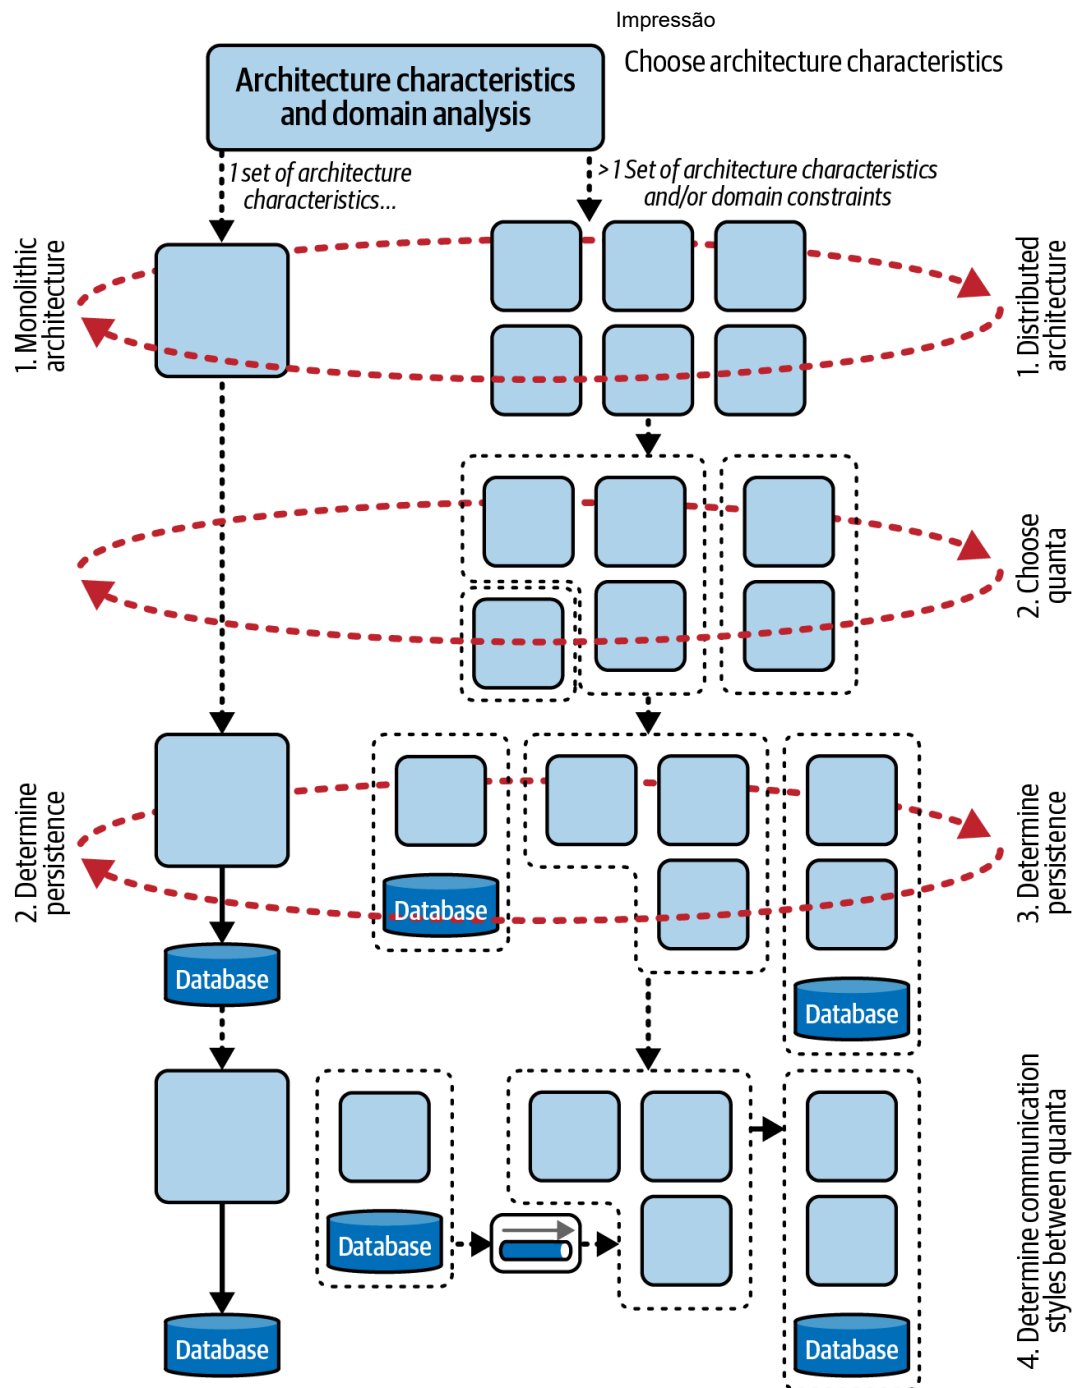 Impressão
Choose architecture characteristics
Architecture characteristics
and domain analysis
1 set of architecture
characteristics...
> 1 Set of architecture characteristics
and/or domain constraints
1. Monolithic
architecture
1. Distributed
architecture
2. Choose
quanta
2. Determine
persistence
3. Determine
persistence
Database
Database
Database
4. Determine communication
styles between quanta
Database
Database
Database